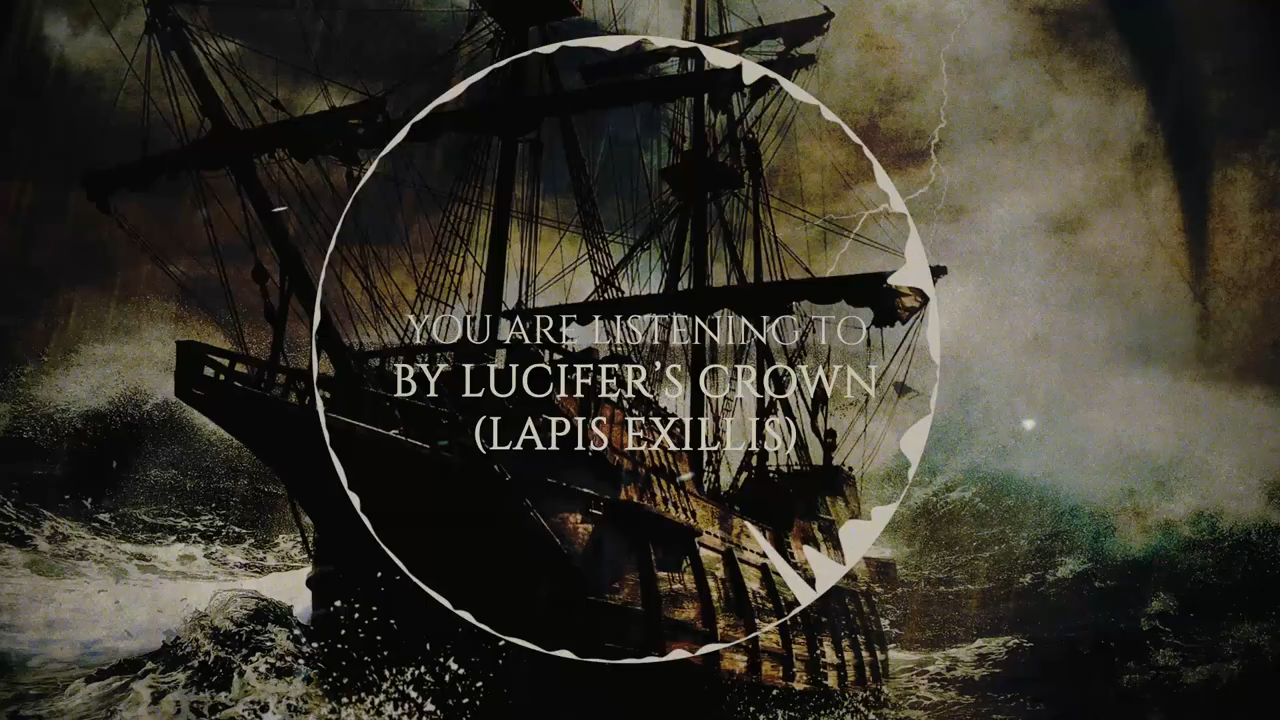 YOU ARE LISTENING TO
BY LUCIFER'S CROWN
(LAPIS EXILLIS)